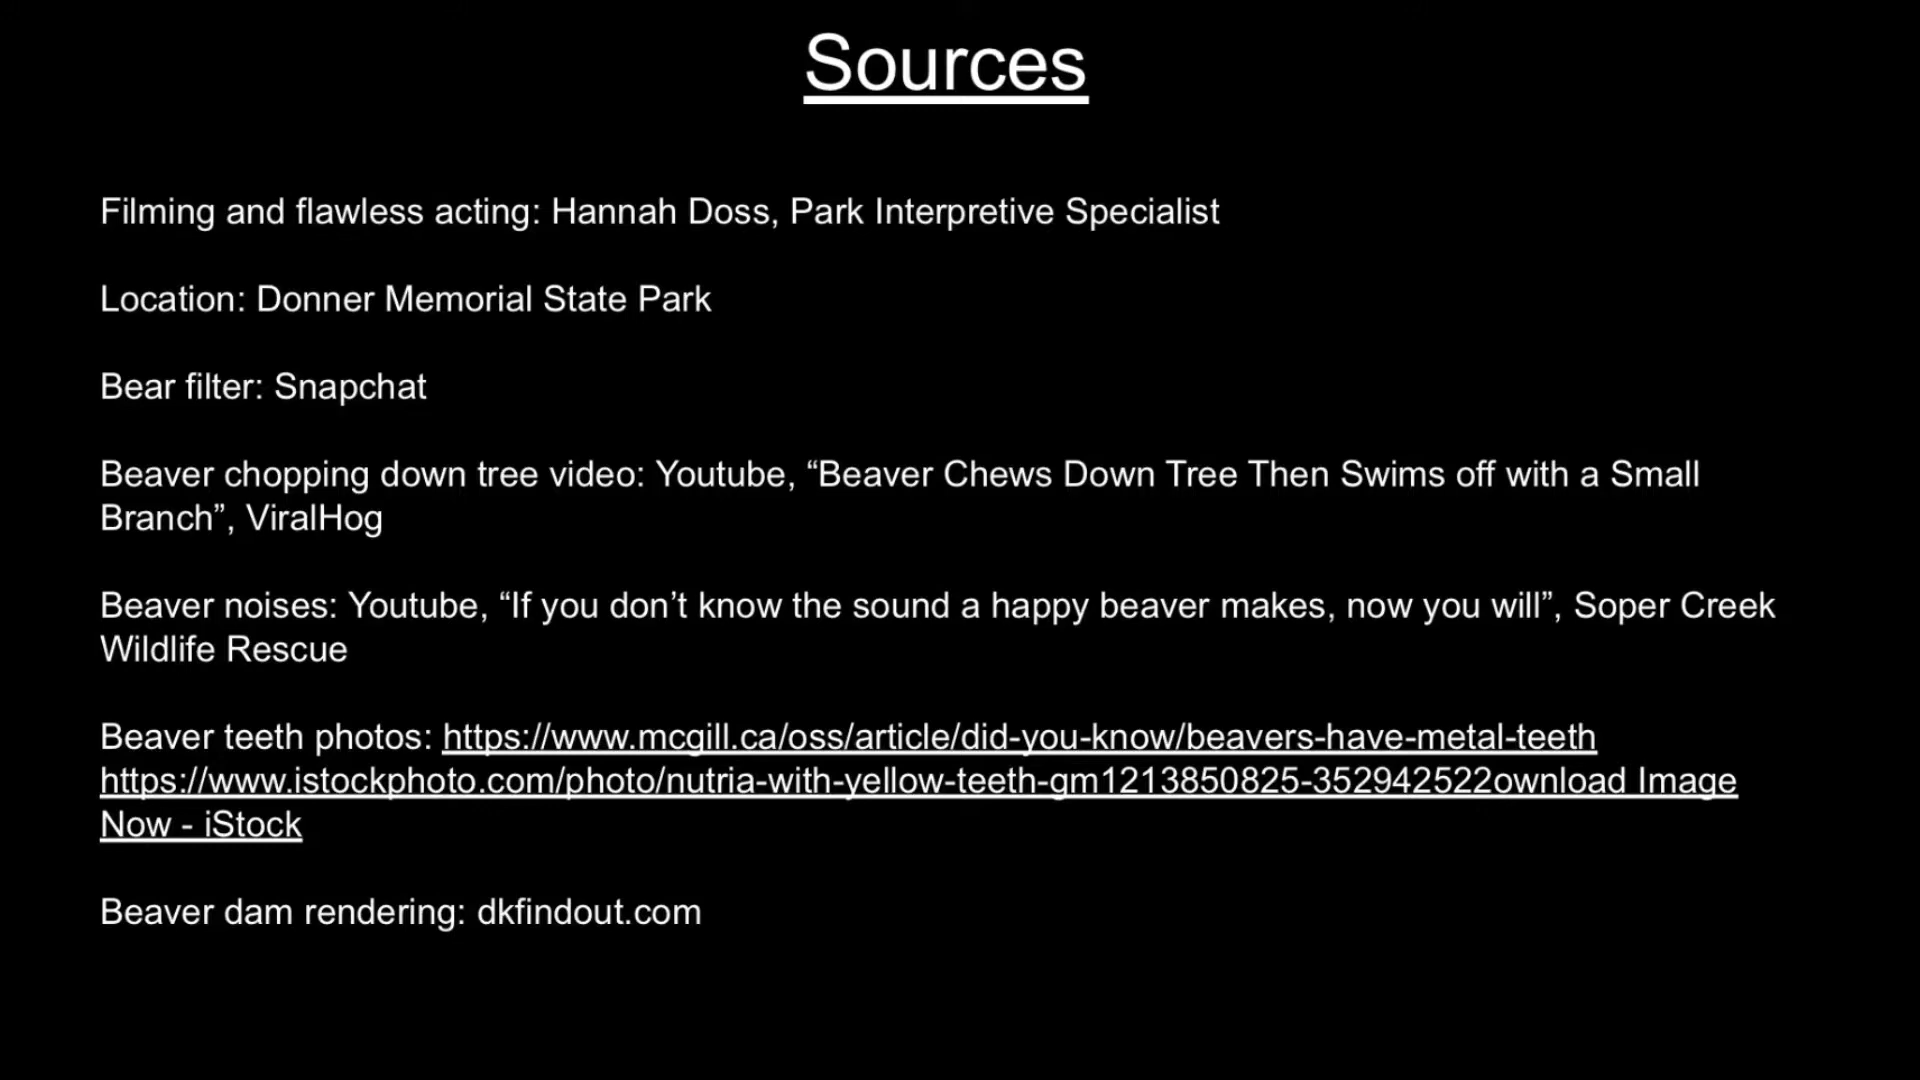 Sources
Filming and flawless acting: Hannah Doss, Park Interpretive Specialist
Location: Donner Memorial State Park
Bear filter: Snapchat
Beaver chopping down tree video: Youtube, “Beaver Chews Down Tree Then Swims off with a Small
Branch”, ViralHog
Beaver noises: Youtube, “If you don’t know the sound a happy beaver makes, now you will”, Soper Creek
Wildlife Rescue
Beaver teeth photos: https://www.mcgill.ca/oss/article/did-you-know/beavers-have-metal-teeth
https://www.istockphoto.com/photo/nutria-with-yellow-teeth-gm1213850825-352942522ownload Image
Now - iStock
Beaver dam rendering: dkfindout.com